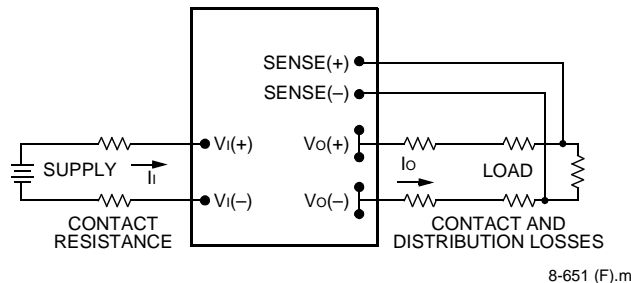 SENSE(+)
SENSE(–)
VI(+)
VO(+)
IO
SUPPLY
II
LOAD
VI(–)
VO(–)
CONTACT
RESISTANCE
CONTACT AND
DISTRIBUTION LOSSES
8-651 (F).m